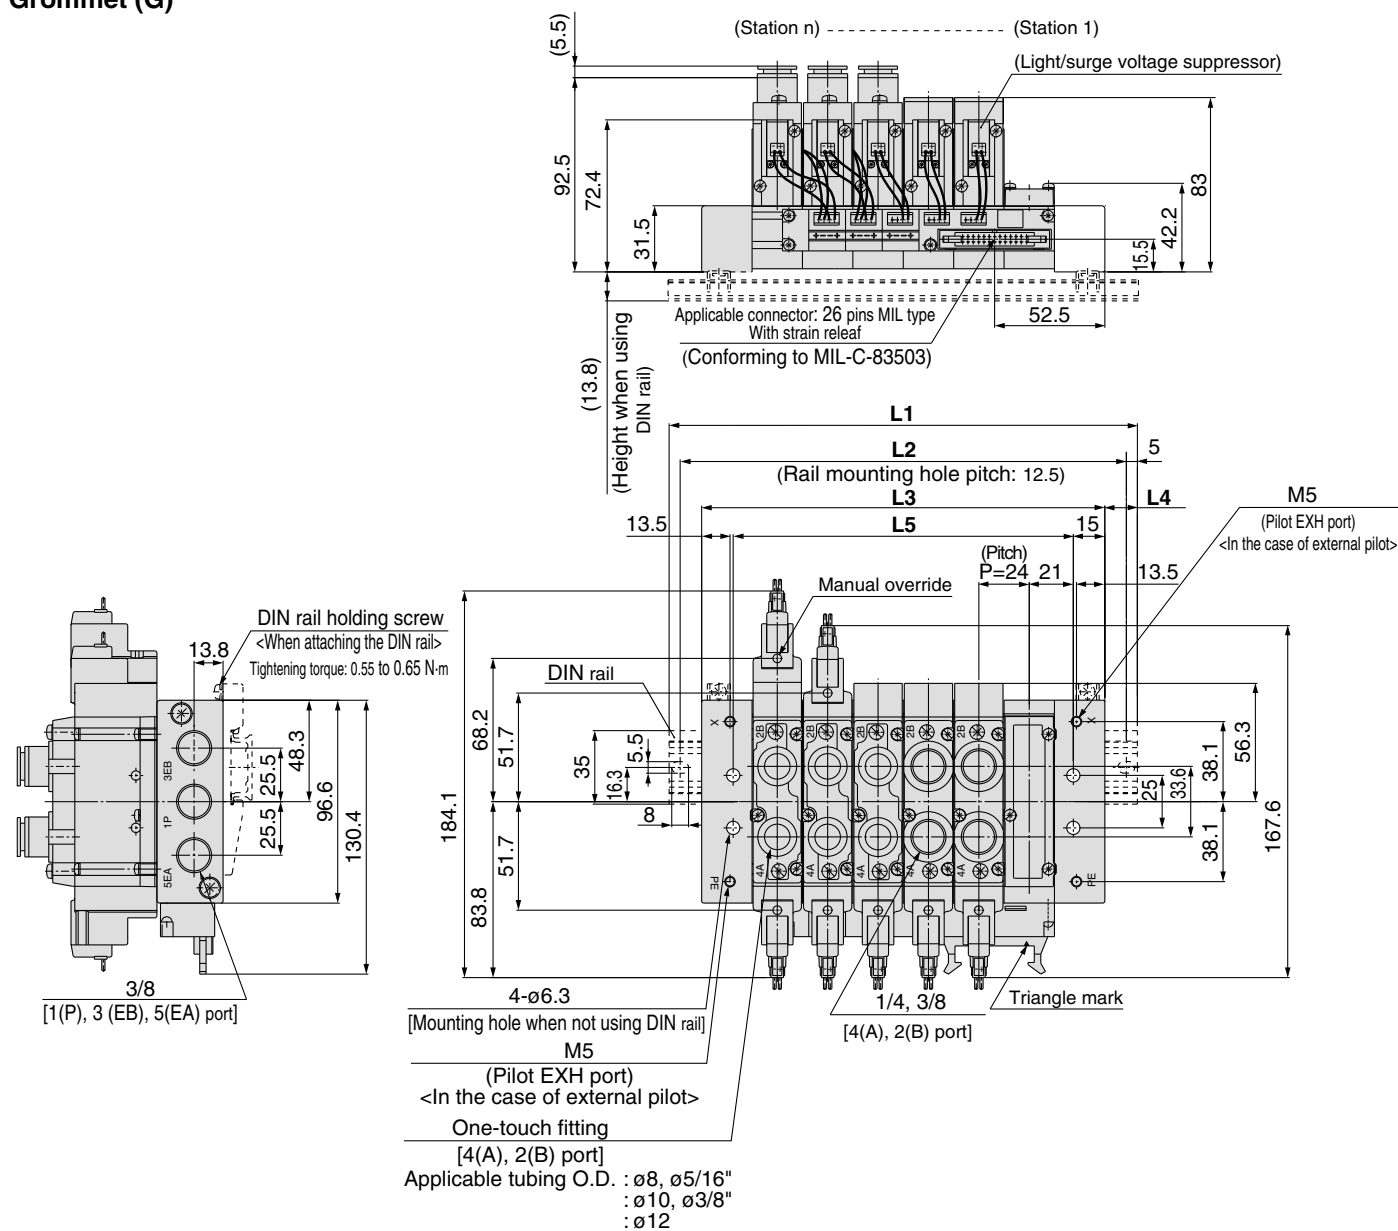 Grommet (G)
(Station n)
(Station 1)
(Light/surge voltage suppressor)
(5.5)
92.5
72.4
31.5
83
42.2
15.5
52.5
Applicable connector: 26 pins MIL type
With strain releaf
(Conforming to MIL-C-83503)
(13.8)
(Height when using
DIN rail)
L1
L2
5
(Rail mounting hole pitch: 12.5)
L3
L4
13.5
L5
15
M5
(Pilot EXH port)
<In the case of external pilot>
(Pitch)
P=24
21
13.5
Manual override
DIN rail holding screw
<When attaching the DIN rail>
Tightening torque: 0.55 to 0.65 N·m
13.8
DIN rail
X
2B
2B
2B
2B
2B
X
184.1
68.2
51.7
35
16.3
5.5
8
83.8
51.7
25
33.6
38.1
38.1
56.3
167.6
3EB
1P
5EA
25.5
25.5
48.3
96.6
130.4
PE
4A
4A
4A
4A
4A
PE
3/8
[1(P), 3 (EB), 5(EA) port]
4-ø6.3
[Mounting hole when not using DIN rail]
1/4, 3/8
[4(A), 2(B) port]
Triangle mark
M5
(Pilot EXH port)
<In the case of external pilot>
One-touch fitting
[4(A), 2(B) port]
Applicable tubing O.D. : ø8, ø5/16"
: ø10, ø3/8"
: ø12